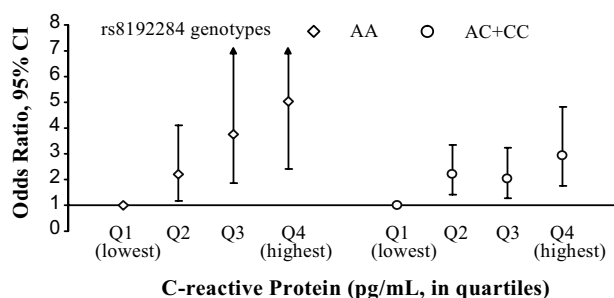 rs8192284 genotypes AA AC+CC
Odds Ratio, 95% CI
8
7
6
5
4
3
2
1
0
Q1 Q2 Q3 Q4 Q1 Q2 Q3 Q4
(lowest) (highest) (lowest) (highest)
C-reactive Protein (pg/mL, in quartiles)